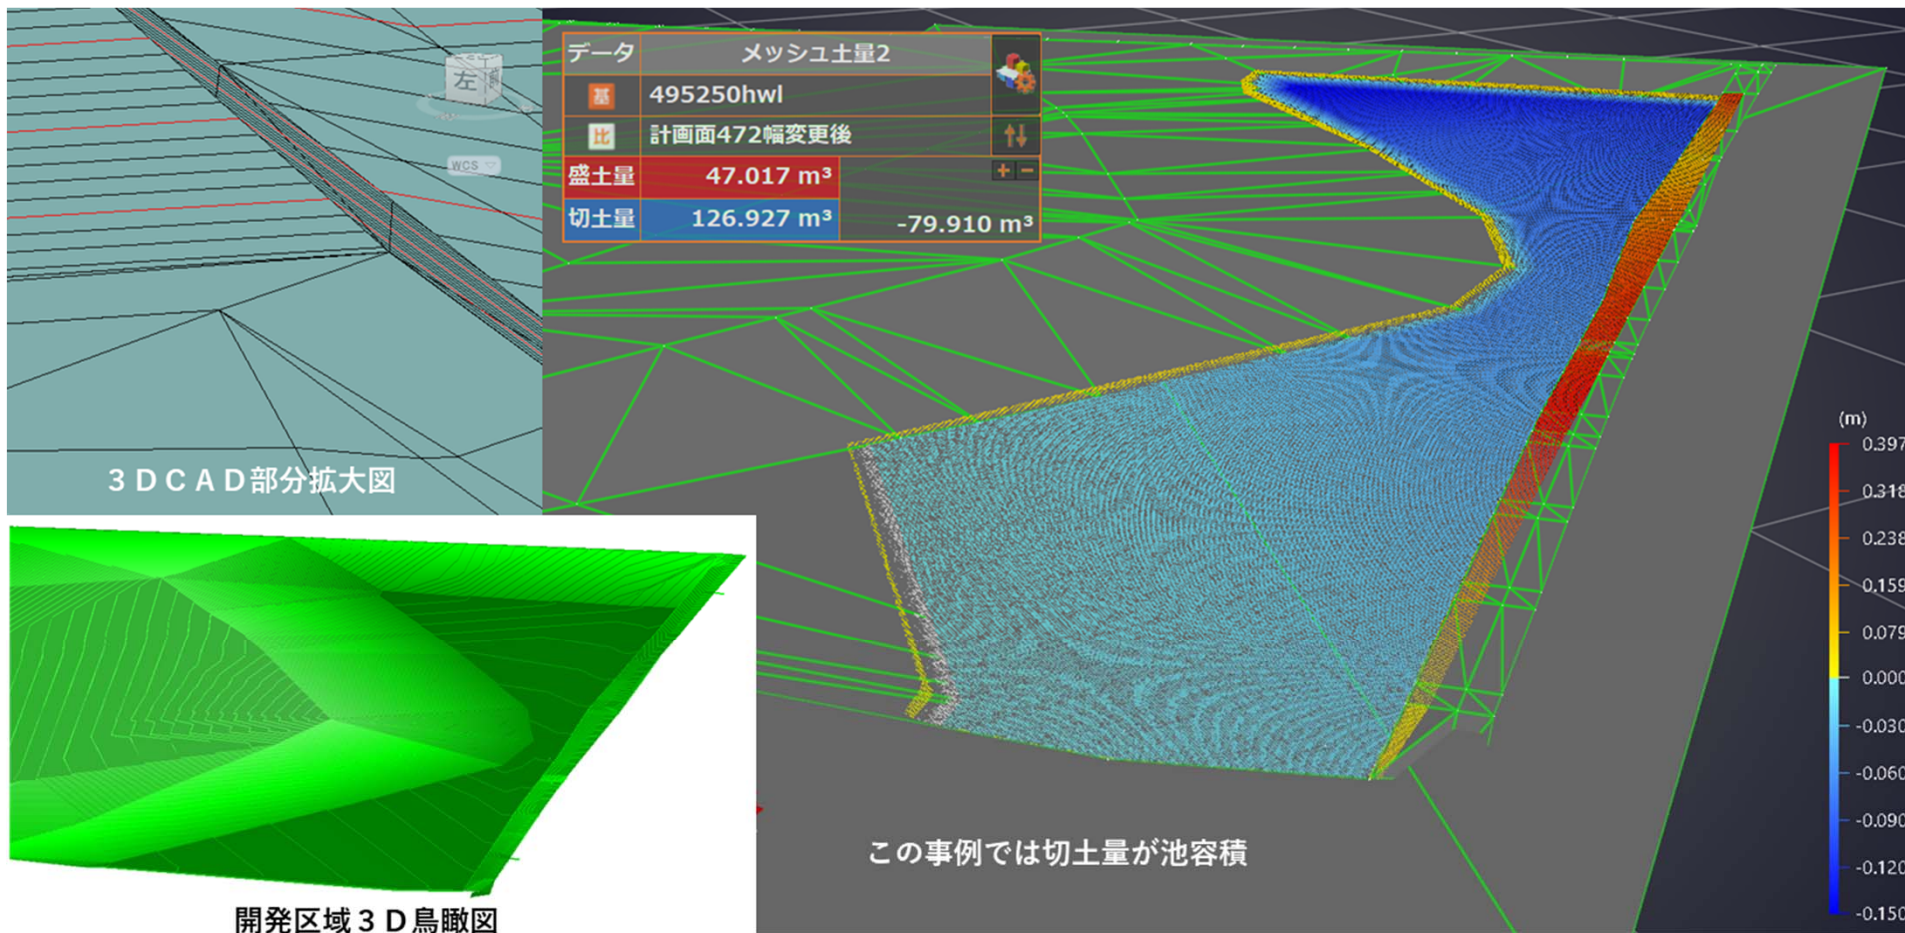 左
WCS
3DCAD部分拡大図
データ メッシュ土量2
基 495250hwl
比 計画面472幅変更後
盛土量 47.017 m³
切土量 126.927 m³ -79.910 m³
(m)
0.397
0.318
0.238
0.159
0.079
0.000
-0.030
-0.060
-0.090
-0.120
-0.150
この事例では切土量が池容積
開発区域3D鳥瞰図